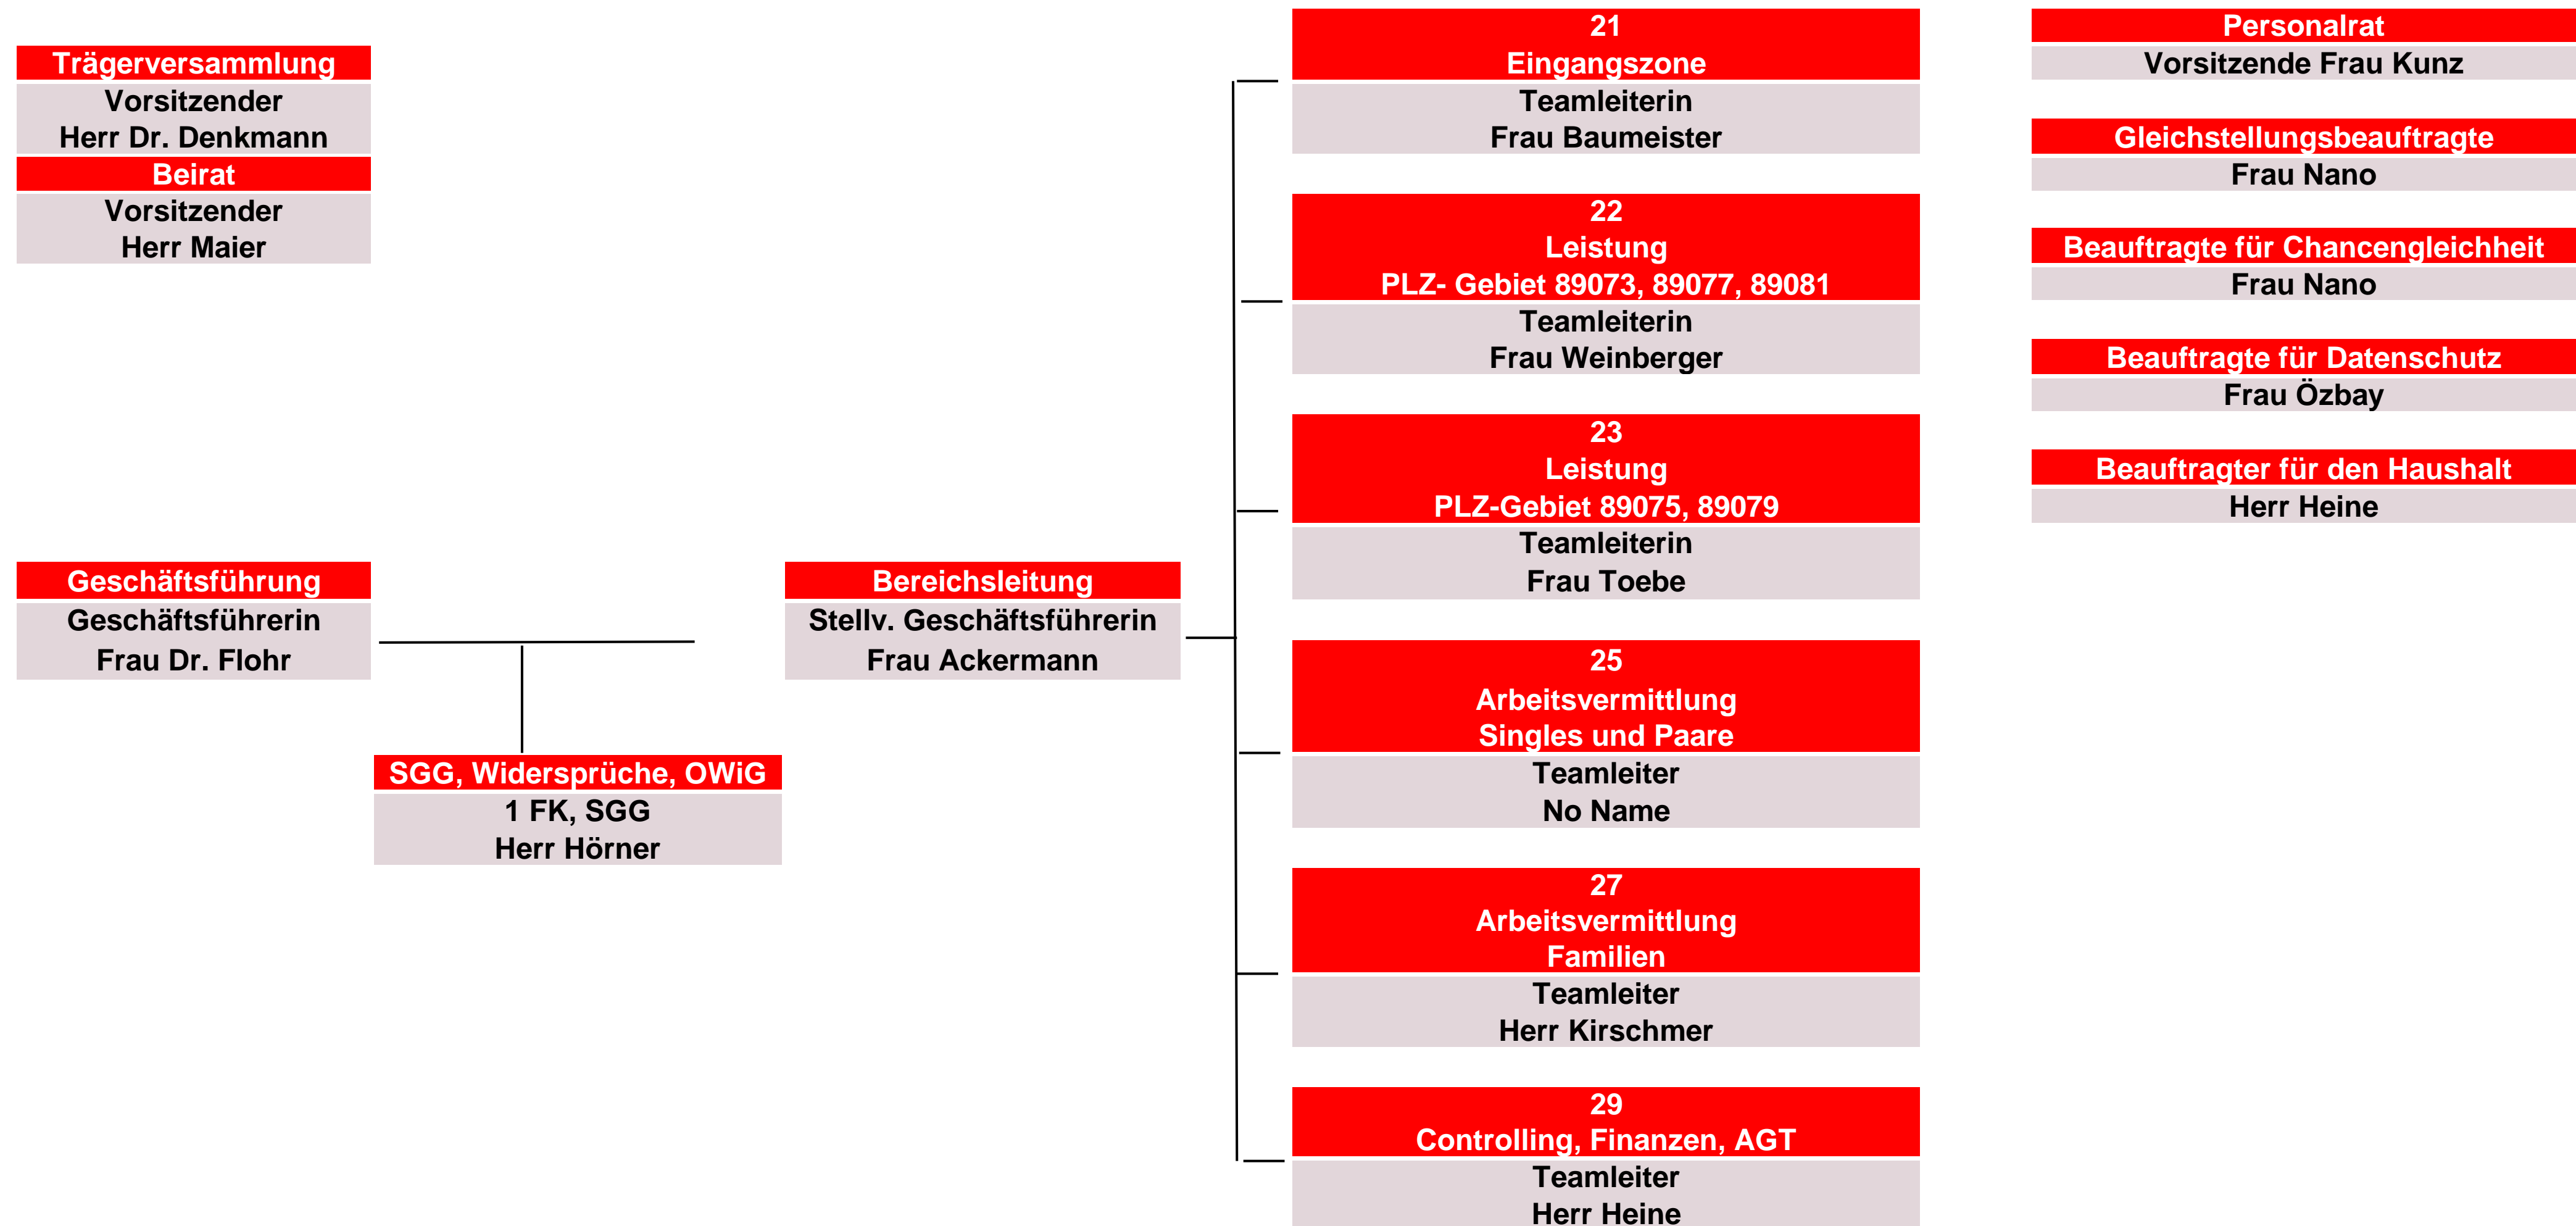 Trägerversammlung
Vorsitzender
Herr Dr. Denkmann
Beirat
Vorsitzender
Herr Maier
Geschäftsführung
Geschäftsführerin
Frau Dr. Flohr
SGG, Widersprüche, OWiG
1 FK, SGG
Herr Hörner
Bereichsleitung
Stellv. Geschäftsführerin
Frau Ackermann
21
Eingangszone
Teamleiterin
Frau Baumeister
22
Leistung
PLZ- Gebiet 89073, 89077, 89081
Teamleiterin
Frau Weinberger
23
Leistung
PLZ-Gebiet 89075, 89079
Teamleiterin
Frau Toebe
25
Arbeitsvermittlung
Singles und Paare
Teamleiter
No Name
27
Arbeitsvermittlung
Familien
Teamleiter
Herr Kirschmer
29
Controlling, Finanzen, AGT
Teamleiter
Herr Heine
Personalrat
Vorsitzende Frau Kunz
Gleichstellungsbeauftragte
Frau Nano
Beauftragte für Chancengleichheit
Frau Nano
Beauftragte für Datenschutz
Frau Özbay
Beauftragter für den Haushalt
Herr Heine